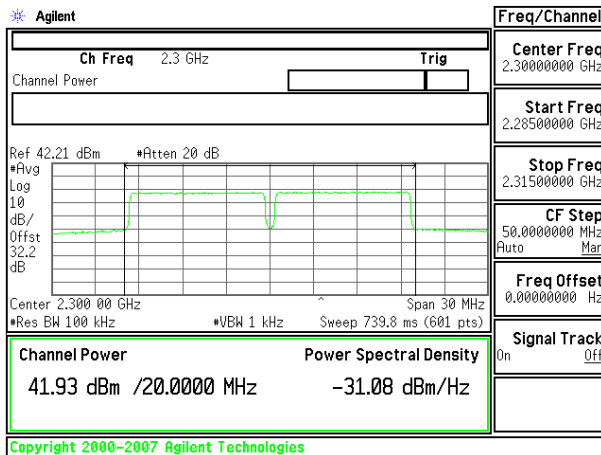 Agilent
Freq/Channel
Ch Freq 2.3 GHz Trig
Channel Power
Center Freq
2.30000000 GHz
Start Freq
2.28500000 GHz
Stop Freq
2.31500000 GHz
CF Step
50.0000000 MHz
Auto Man
Freq Offset
0.00000000 Hz
Signal Track
On Off
Ref 42.21 dBm #Atten 20 dB
#Avg
Log
10
dB/
Offst
32.2
dB
Center 2.300 00 GHz Span 30 MHz
#Res BW 100 kHz #VBW 1 kHz Sweep 739.8 ms (601 pts)
Channel Power Power Spectral Density
41.93 dBm /20.0000 MHz -31.08 dBm/Hz
Copyright 2000-2007 Agilent Technologies